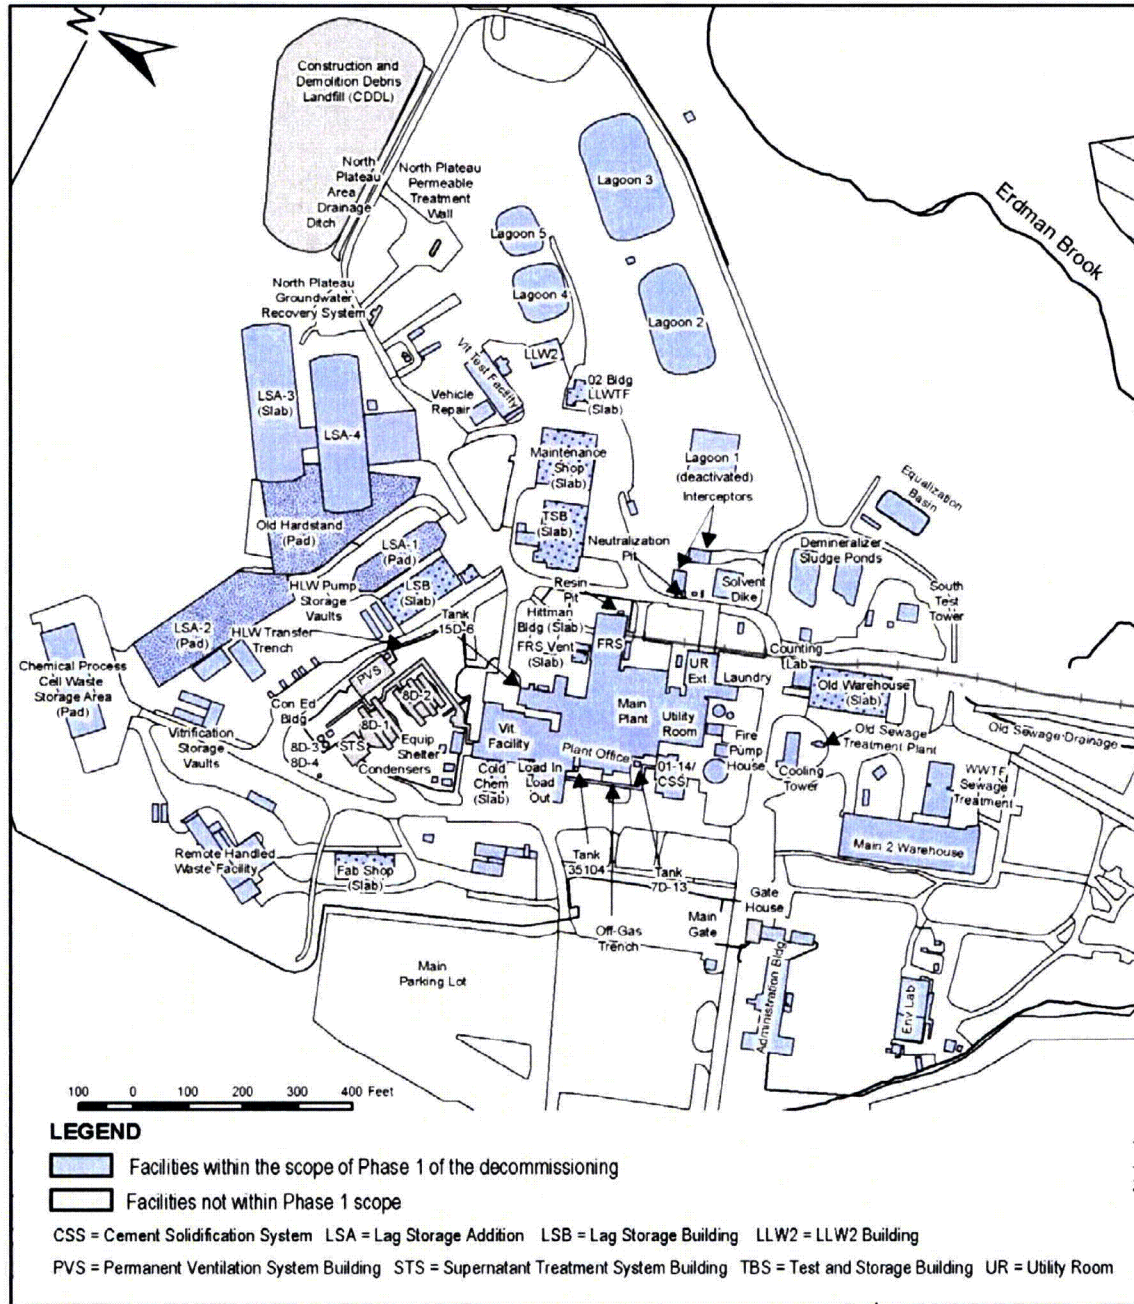 N
Construction and
Demolition Debris
Landfill (CDDL)
North
Plateau
Area
Drainage
Ditch
North Plateau
Permeable
Treatment
Wall
Lagoon 3
Lagoon 5
Lagoon 4
Lagoon 2
Erdman Brook
North Plateau
Groundwater
Recovery System
LLW2
Vit Test Facility
02 Bldg
LLWTF
(Slab)
Vehicle
Repair
LSA-3
(Slab)
LSA-4
Maintenance
Shop
(Slab)
Lagoon 1
(deactivated)
Interceptors
Equalization
Basin
Old Hardstand
(Pad)
TSB
(Slab)
Neutralization
Pit
Demineralizer
Sludge Ponds
LSA-1
(Pad)
Solvent
Dike
South
Test
Tower
HLW Pump
Storage
Vaults
LSB
(Slab)
Resin
Pit
Tank
15D-6
Hittman
Bldg (Slab)
FRS Vent
(Slab)
FRS
LSA-2
(Pad)
HLW Transfer
Trench
Chemical Process
Cell Waste
Storage Area
(Pad)
UR
Ext
Counting
Lab
Laundry
Old Warehouse
(Slab)
PVS
8D-2
Con Ed
Bldg
8D-1
Main
Plant
Utility
Room
Old Sewage
Treatment Plant
Old Sewage Drainage
Vitrification
Storage
Vaults
8D-3
8D-4
STS
Equip
Shelter
Condensers
Vit.
Facility
Plant Office
Fire
Pump
House
Cold
Chem
(Slab)
Load In
Load
Out
01-14/
CSS
Cooling
Tower
WWTF
Sewage
Treatment
Remote Handled
Waste Facility
Fab Shop
(Slab)
Tank
35104
Tank
7D-13
Main 2 Warehouse
Off-Gas
Trench
Main
Gate
Gate
House
Main
Parking Lot
Administration Bldg
Env Lab
100 0 100 200 300 400 Feet
LEGEND
Facilities within the scope of Phase 1 of the decommissioning
Facilities not within Phase 1 scope
CSS = Cement Solidification System LSA = Lag Storage Addition LSB = Lag Storage Building LLW2 = LLW2 Building
PVS = Permanent Ventilation System Building STS = Supernatant Treatment System Building TBS = Test and Storage Building UR = Utility Room